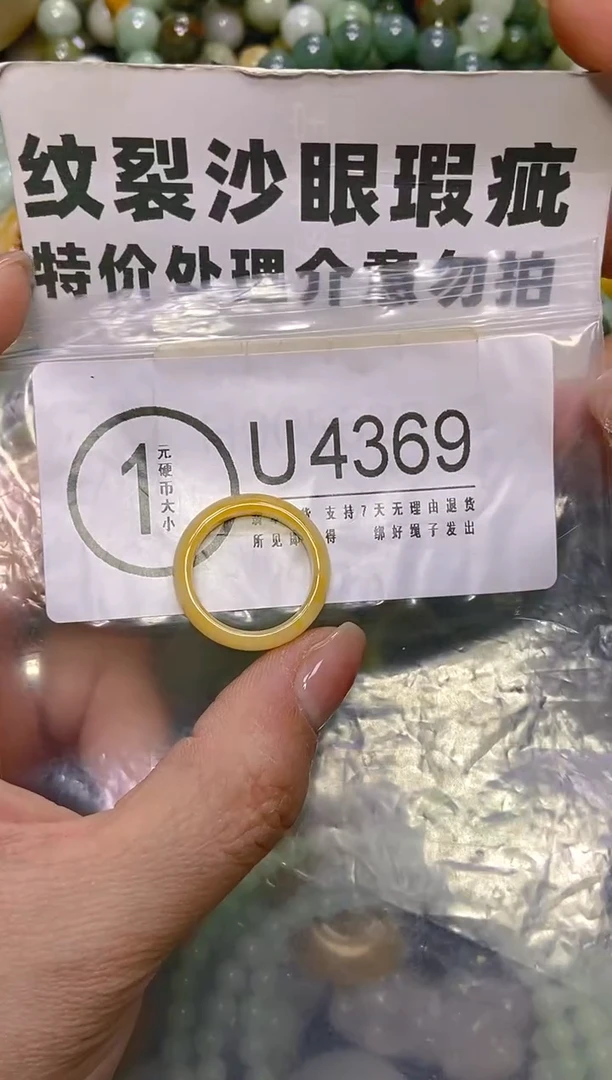 纹裂沙眼瑕疵
特价处理介意勿拍
1
元硬币大小
U4369
货 支持7天无理由退货
所见 得 绑好绳子发出